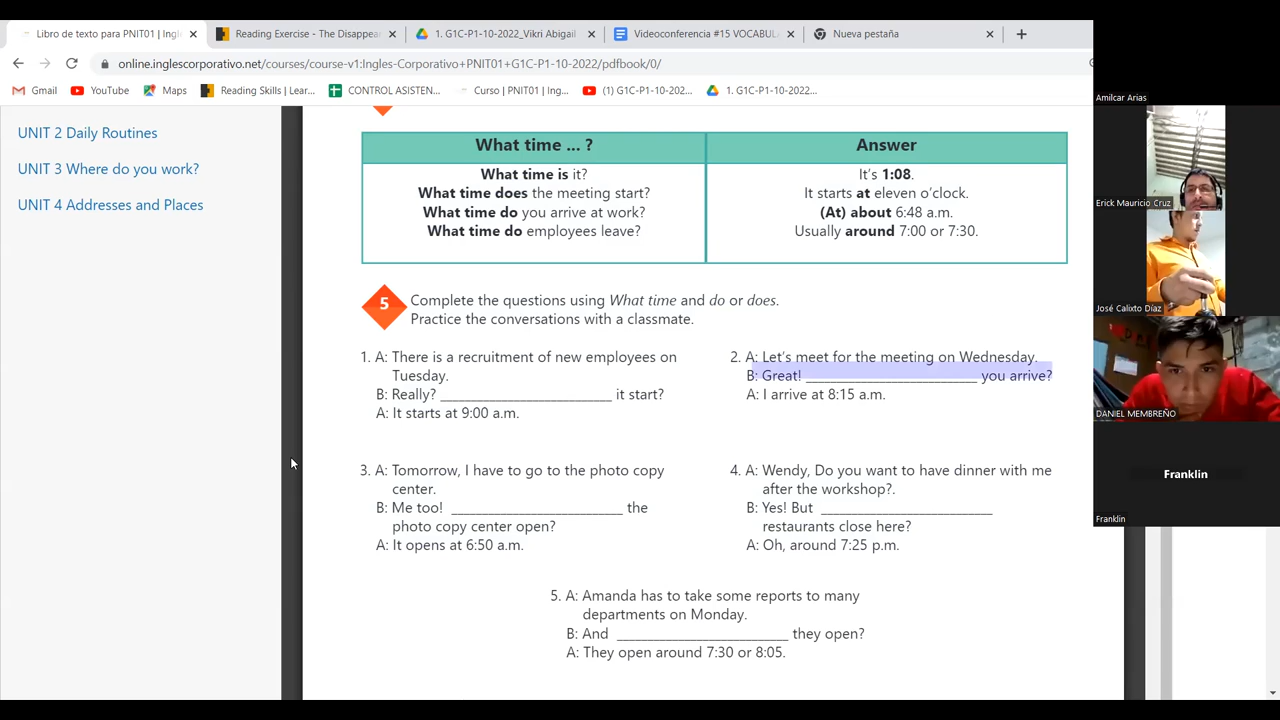 Libro de texto para PNIT01 | Ingl
Reading Exercise - The Disappea
1. G1C-P1-10-2022_Vikri Abigail
Videoconferencia #15 VOCABUL
Nueva pestaña
online.inglescorporativo.net/courses/course-v1:Ingles-Corporativo+PNIT01+G1C-P1-10-2022/pdfbook/0/
Gmail
YouTube
Maps
Reading Skills | Lear...
CONTROL ASISTEN...
Curso | PNIT01 | Ing...
(1) G1C-P1-10-202...
1. G1C-P1-10-2022...
UNIT 2 Daily Routines
UNIT 3 Where do you work?
UNIT 4 Addresses and Places
What time ... ?
Answer
What time is it?
It's 1:08.
What time does the meeting start?
It starts at eleven o'clock.
What time do you arrive at work?
(At) about 6:48 a.m.
What time do employees leave?
Usually around 7:00 or 7:30.
5
Complete the questions using What time and do or does.
Practice the conversations with a classmate.
1. A: There is a recruitment of new employees on
Tuesday.
B: Really? ____________________________ it start?
A: It starts at 9:00 a.m.
2. A: Let's meet for the meeting on Wednesday.
B: Great! ____________________________ you arrive?
A: I arrive at 8:15 a.m.
3. A: Tomorrow, I have to go to the photo copy
center.
B: Me too! ____________________________ the
photo copy center open?
A: It opens at 6:50 a.m.
4. A: Wendy, Do you want to have dinner with me
after the workshop?.
B: Yes! But ____________________________
restaurants close here?
A: Oh, around 7:25 p.m.
5. A: Amanda has to take some reports to many
departments on Monday.
B: And ____________________________ they open?
A: They open around 7:30 or 8:05.
Amilcar Arias
Erick Mauricio Cruz
José Calixto Díaz
DANIEL MEMBREÑO
Franklin
Franklin